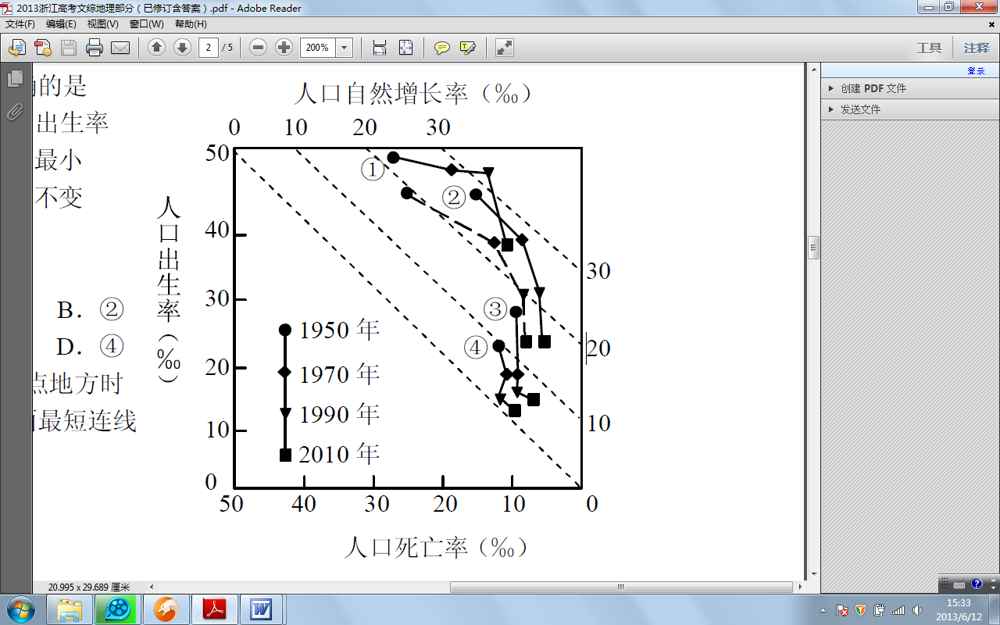 2013浙江高考文综地理部分（已修订含答案）.pdf - Adobe Reader
文件(F) 编辑(E) 视图(V) 窗口(W) 帮助(H)
2 / 5 200% 工具 注释
登录
创建 PDF 文件
发送文件
的是
出生率
最小
不变
B．②
D．④
点地方时
最短连线
人口自然增长率（‰）
0 10 20 30
50
40
30
20
10
0
人口出生率（‰）
①
②
③
④
30
20
10
1950 年
1970 年
1990 年
2010 年
50 40 30 20 10 0
人口死亡率（‰）
20.995 x 29.689 厘米
15:33
2013/6/12